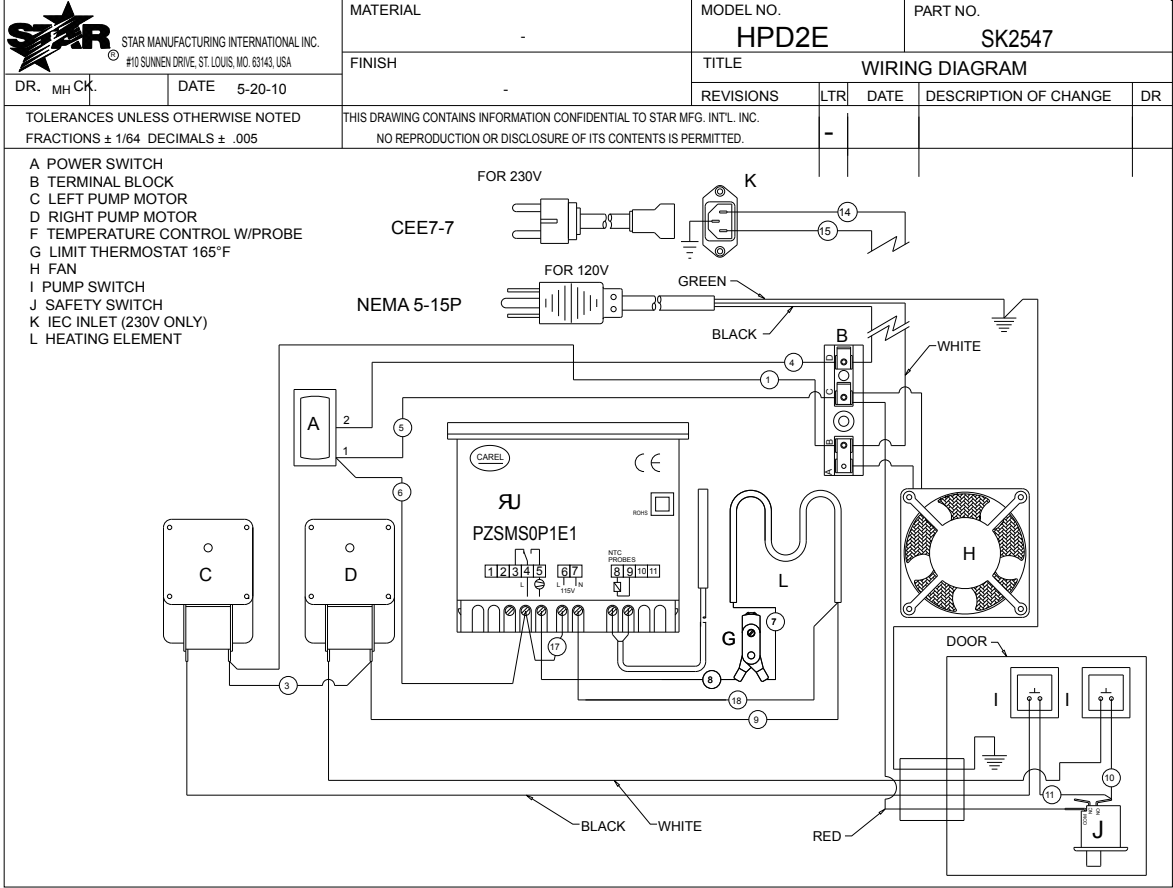 STAR
®
STAR MANUFACTURING INTERNATIONAL INC.
#10 SUNNEN DRIVE, ST. LOUIS, MO. 63143, USA
DR. MH CK.
DATE 5-20-10
MATERIAL
-
FINISH
-
MODEL NO.
HPD2E
PART NO.
SK2547
TITLE
WIRING DIAGRAM
REVISIONS LTR DATE DESCRIPTION OF CHANGE DR
-
TOLERANCES UNLESS OTHERWISE NOTED
FRACTIONS ± 1/64 DECIMALS ± .005
THIS DRAWING CONTAINS INFORMATION CONFIDENTIAL TO STAR MFG. INT'L. INC.
NO REPRODUCTION OR DISCLOSURE OF ITS CONTENTS IS PERMITTED.
A POWER SWITCH
B TERMINAL BLOCK
C LEFT PUMP MOTOR
D RIGHT PUMP MOTOR
F TEMPERATURE CONTROL W/PROBE
G LIMIT THERMOSTAT 165°F
H FAN
I PUMP SWITCH
J SAFETY SWITCH
K IEC INLET (230V ONLY)
L HEATING ELEMENT
FOR 230V
CEE7-7
K
14
15
FOR 120V
NEMA 5-15P
GREEN
BLACK
WHITE
B
D
C
B
A
4
1
5
6
A
2
1
CAREL
CE
RU
ROHS
PZSMS0P1E1
NTC
PROBES
1 2 3 4 5 6 7 8 9 10 11
L
L N
115V
C
D
H
L
G
7
17
8
18
9
3
DOOR
I
I
10
11
COM
NC
NO
J
BLACK
WHITE
RED